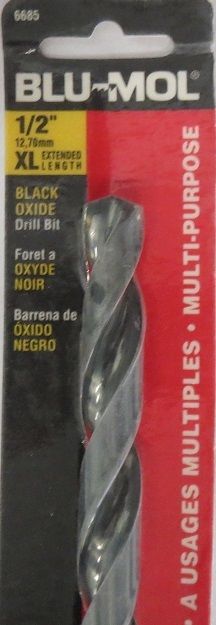 6685
BLU-MOL®
1/2"
12,70mm
XL EXTENDED LENGTH
BLACK
OXIDE
Drill Bit
Foret a
OXYDE
NOIR
Barrena de
ÓXIDO
NEGRO
• A USAGES MULTIPLES • MULTI-PURPOSE